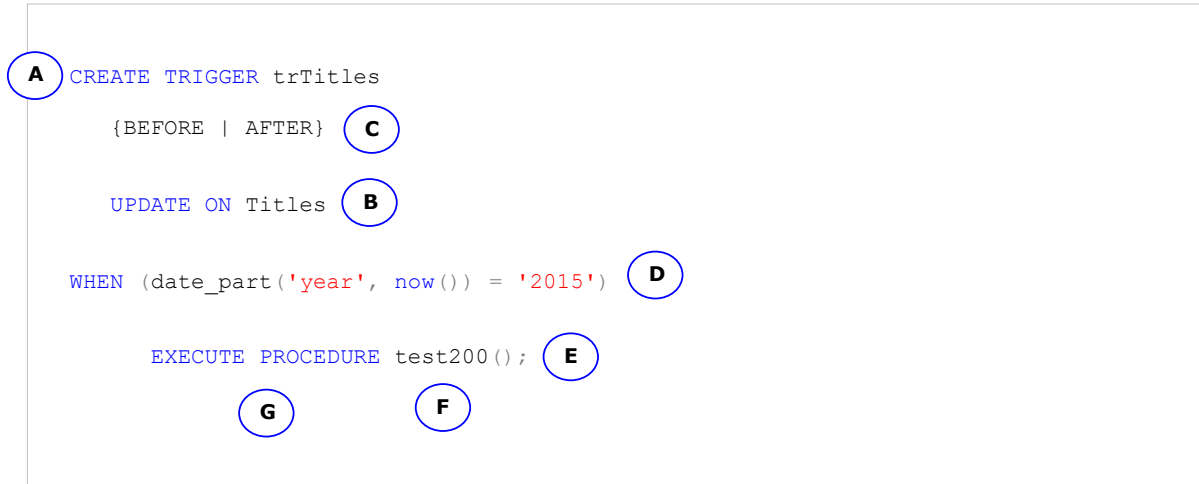 A CREATE TRIGGER trTitles
{BEFORE | AFTER} C
UPDATE ON Titles B
WHEN (date_part('year', now()) = '2015') D
EXECUTE PROCEDURE test200(); E
G F